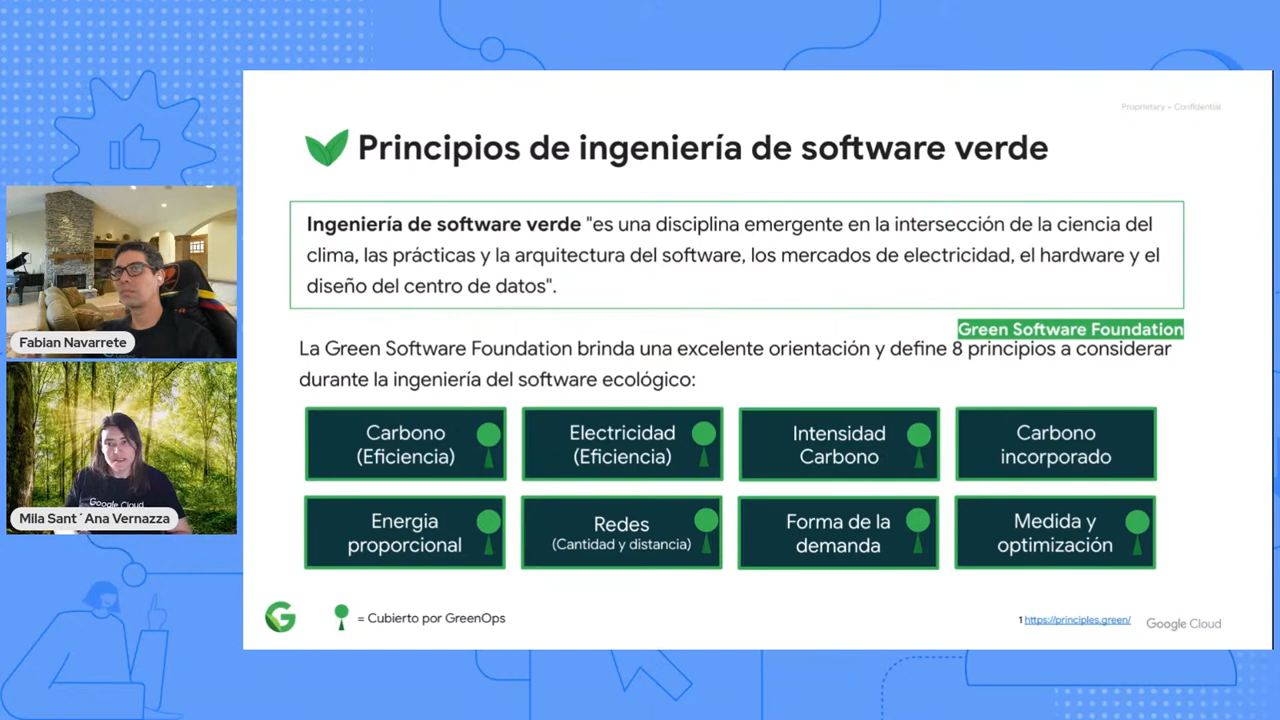 Proprietary + Confidential
Principios de ingeniería de software verde
Ingeniería de software verde "es una disciplina emergente en la intersección de la ciencia del
clima, las prácticas y la arquitectura del software, los mercados de electricidad, el hardware y el
diseño del centro de datos".
Green Software Foundation
La Green Software Foundation brinda una excelente orientación y define 8 principios a considerar
durante la ingeniería del software ecológico:
Carbono
(Eficiencia)
Electricidad
(Eficiencia)
Intensidad
Carbono
Carbono
incorporado
Energia
proporcional
Redes
(Cantidad y distancia)
Forma de la
demanda
Medida y
optimización
= Cubierto por GreenOps
1 https://principles.green/
Google Cloud
Fabian Navarrete
Google Cloud
Mila Sant´Ana Vernazza